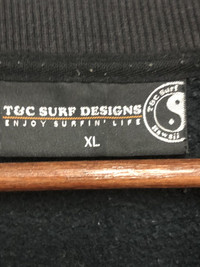 T&C SURF DESIGNS
ENJOY SURFIN' LIFE
XL
T&C Surf
Hawaii